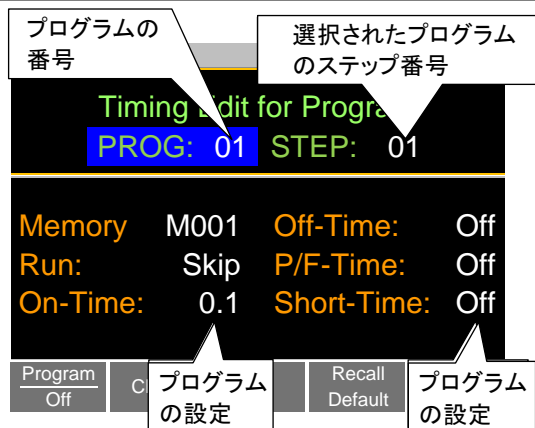 プログラムの
番号
選択されたプログラム
のステップ番号
Timing Edit for
PROG: 01 STEP: 01
Memory M001 Off-Time: Off
Run: Skip P/F-Time: Off
On-Time: 0.1 Short-Time: Off
Program
Off
Recall
Default
プログラム
の設定
プログラム
の設定